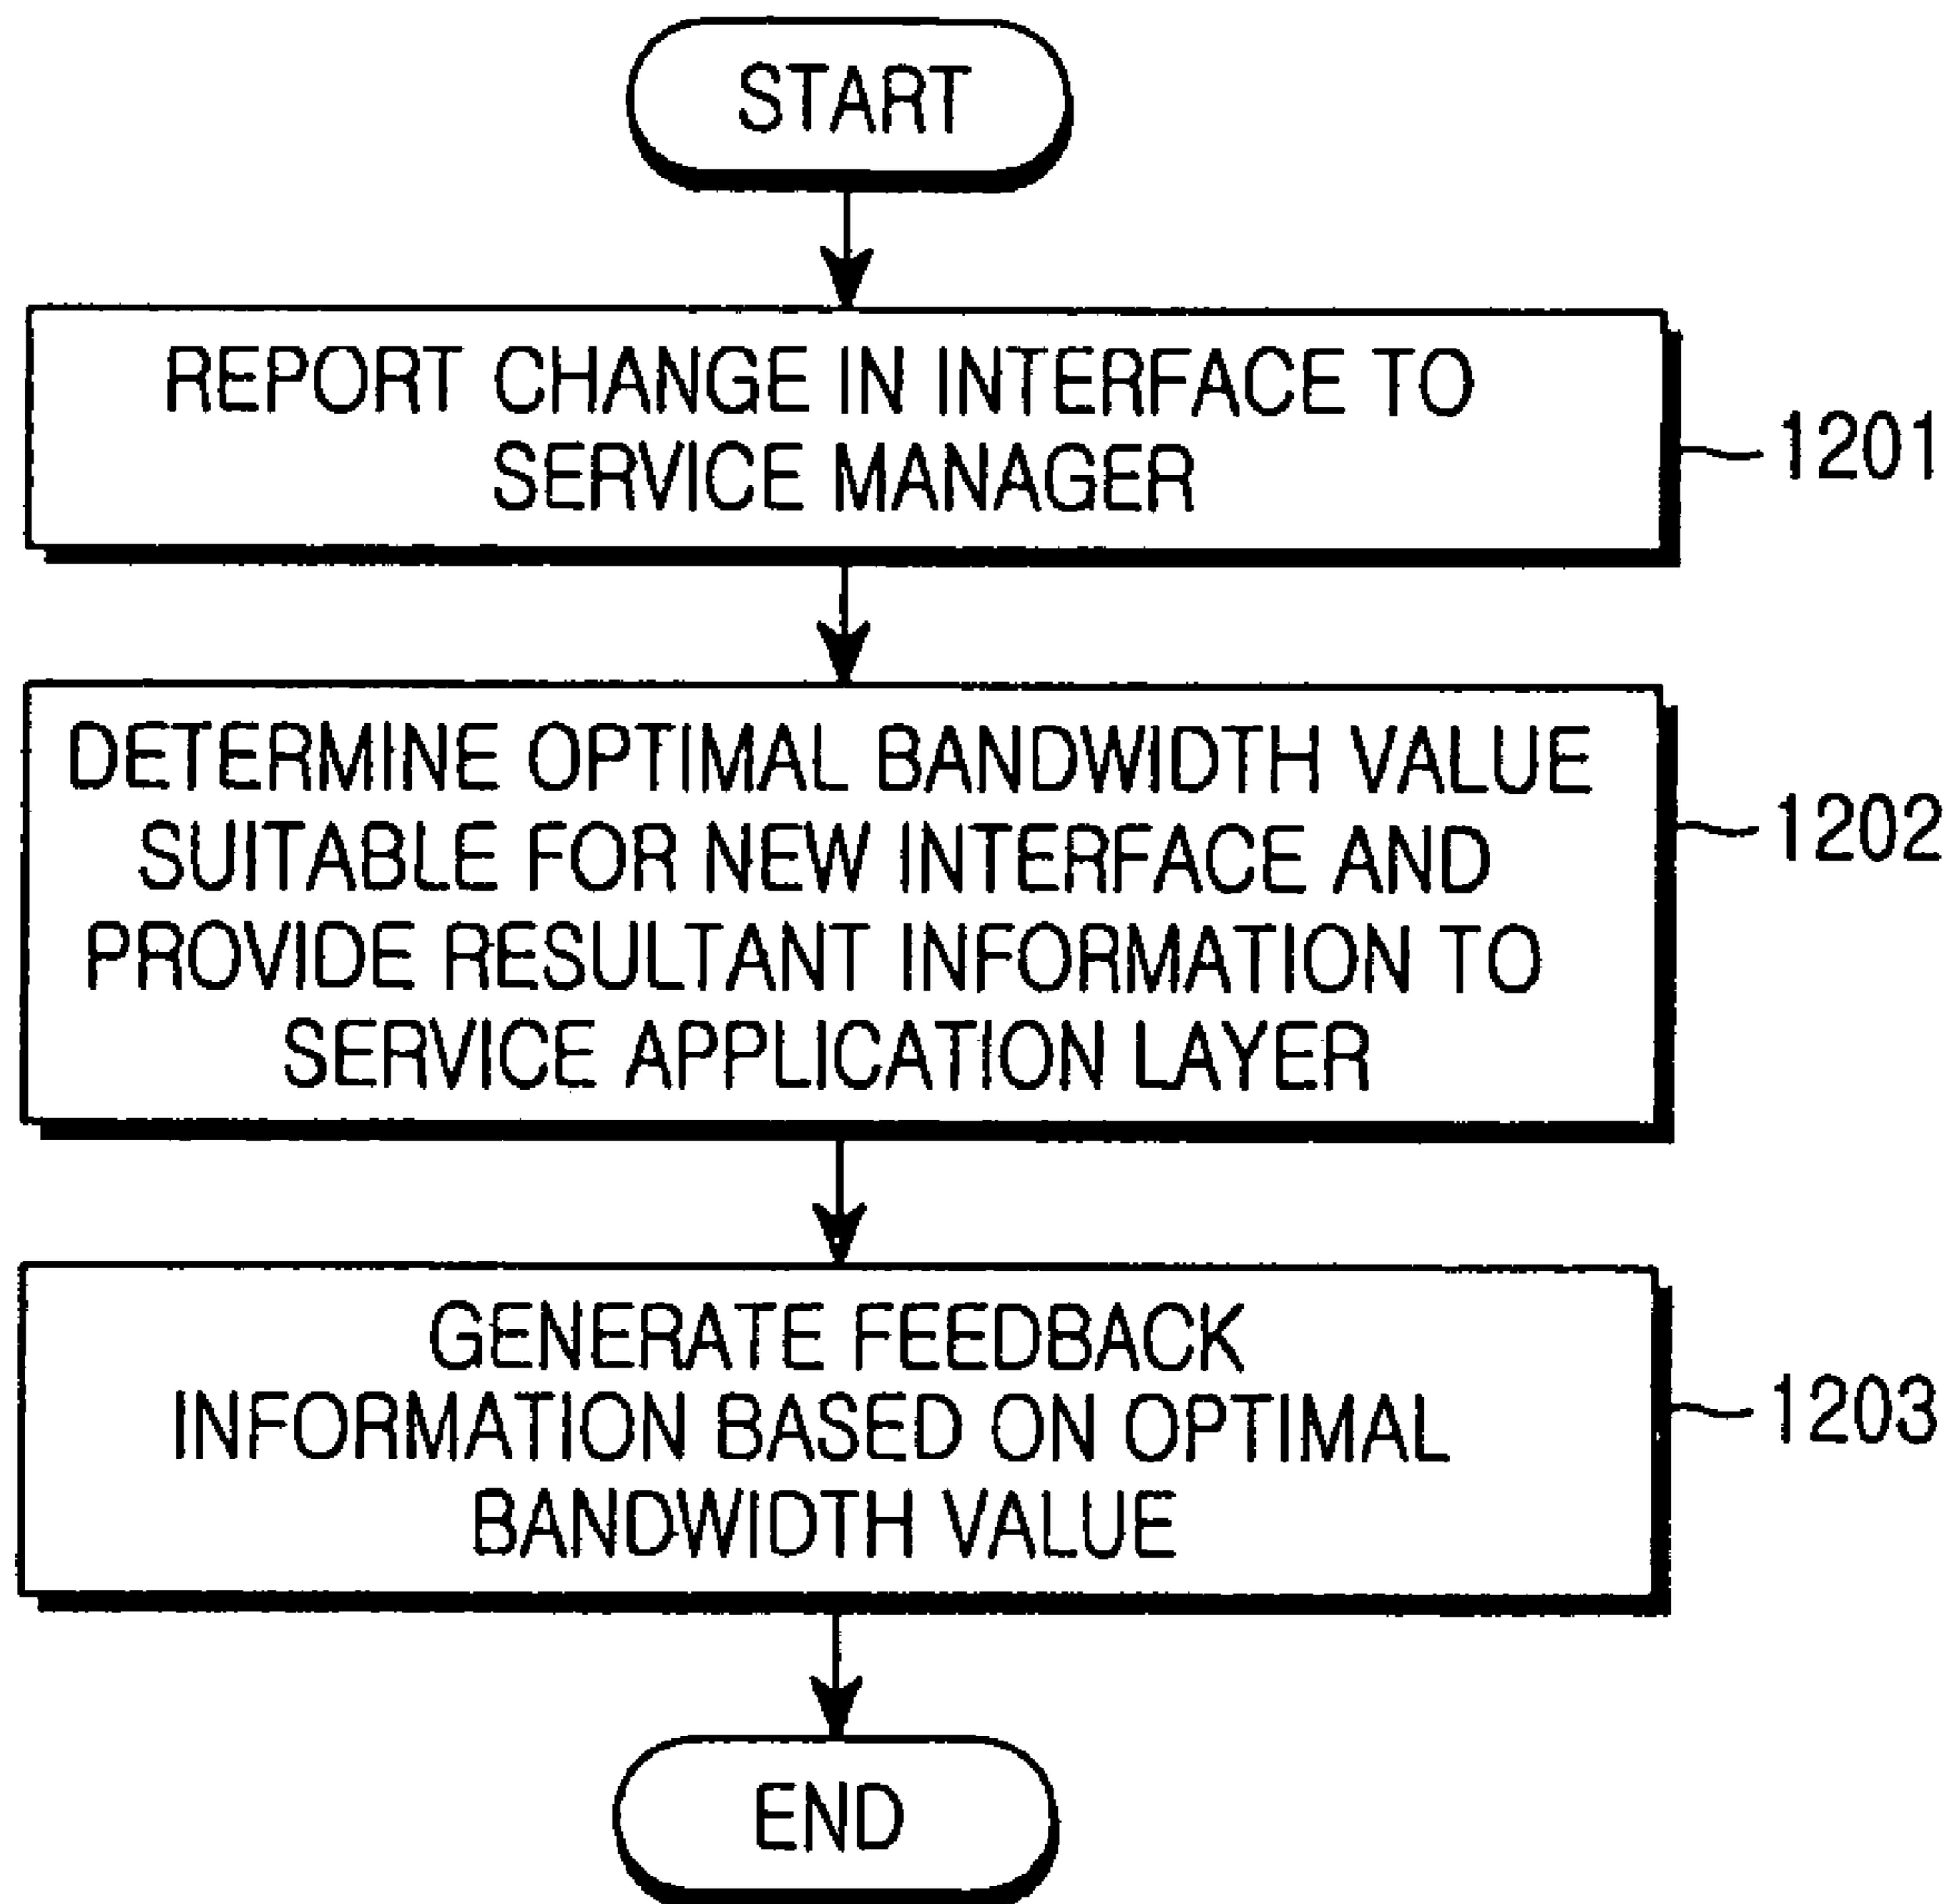 START
REPORT CHANGE IN INTERFACE TO
SERVICE MANAGER
1201
DETERMINE OPTIMAL BANDWIDTH VALUE
SUITABLE FOR NEW INTERFACE AND
PROVIDE RESULTANT INFORMATION TO
SERVICE APPLICATION LAYER
1202
GENERATE FEEDBACK
INFORMATION BASED ON OPTIMAL
BANDWIDTH VALUE
1203
END